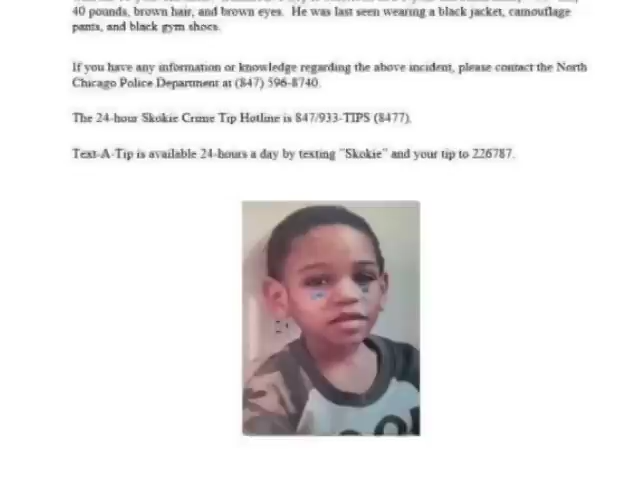 40 pounds, brown hair, and brown eyes. He was last seen wearing a black jacket, camouflage
pants, and black gym shoes.
If you have any information or knowledge regarding the above incident, please contact the North
Chicago Police Department at (847) 596-8740.
The 24-hour Skokie Crime Tip Hotline is 847/933-TIPS (8477).
Text-A-Tip is available 24-hours a day by texting "Skokie" and your tip to 226787.